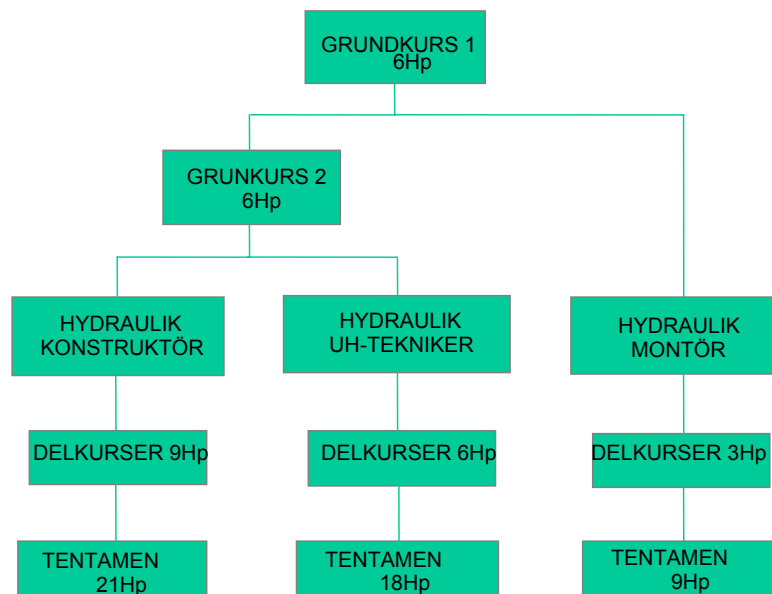 GRUNDKURS 1
6Hp
GRUNKURS 2
6Hp
HYDRAULIK
KONSTRUKTÖR
HYDRAULIK
UH-TEKNIKER
HYDRAULIK
MONTÖR
DELKURSER 9Hp
DELKURSER 6Hp
DELKURSER 3Hp
TENTAMEN
21Hp
TENTAMEN
18Hp
TENTAMEN
9Hp